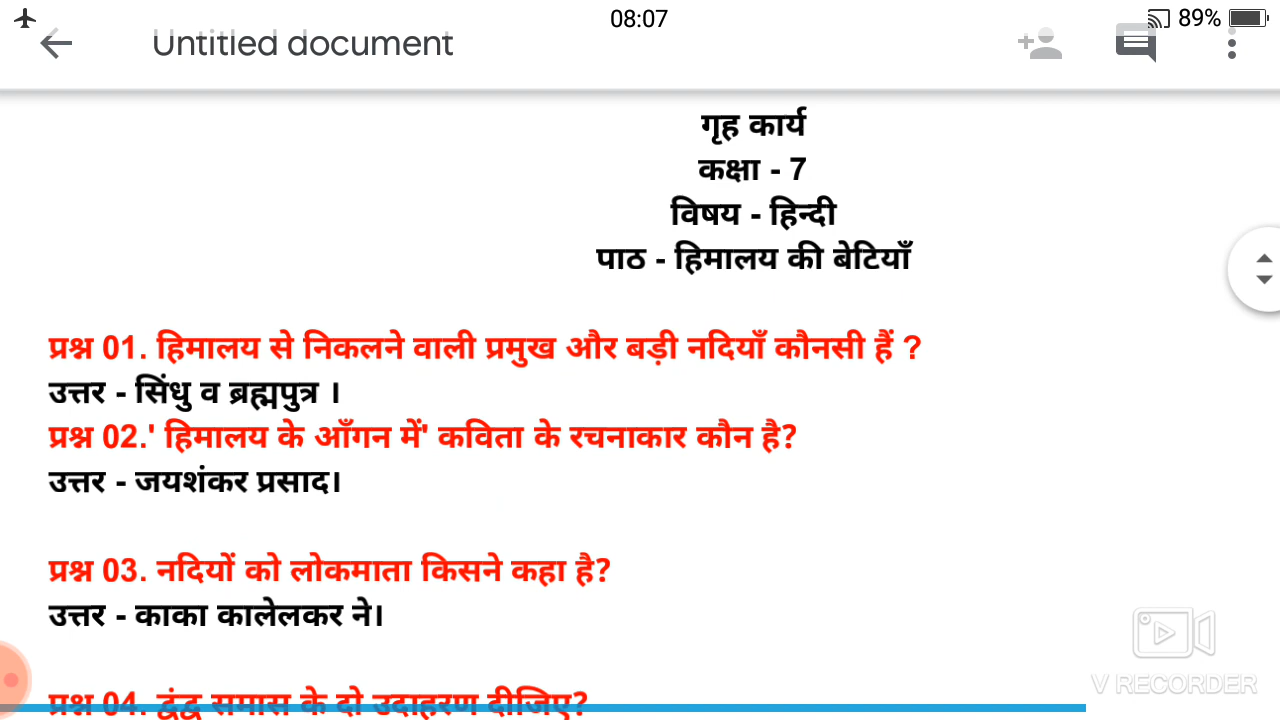 08:07
89%
Untitled document
गृह कार्य
कक्षा - 7
विषय - हिन्दी
पाठ - हिमालय की बेटियाँ
प्रश्न 01. हिमालय से निकलने वाली प्रमुख और बड़ी नदियाँ कौनसी हैं ?
उत्तर - सिंधु व ब्रह्मपुत्र ।
प्रश्न 02.' हिमालय के आँगन में' कविता के रचनाकार कौन है?
उत्तर - जयशंकर प्रसाद।
प्रश्न 03. नदियों को लोकमाता किसने कहा है?
उत्तर - काका कालेलकर ने।
प्रश्न 04. द्वंद्व समास के दो उदाहरण दीजिए?
V RECORDER